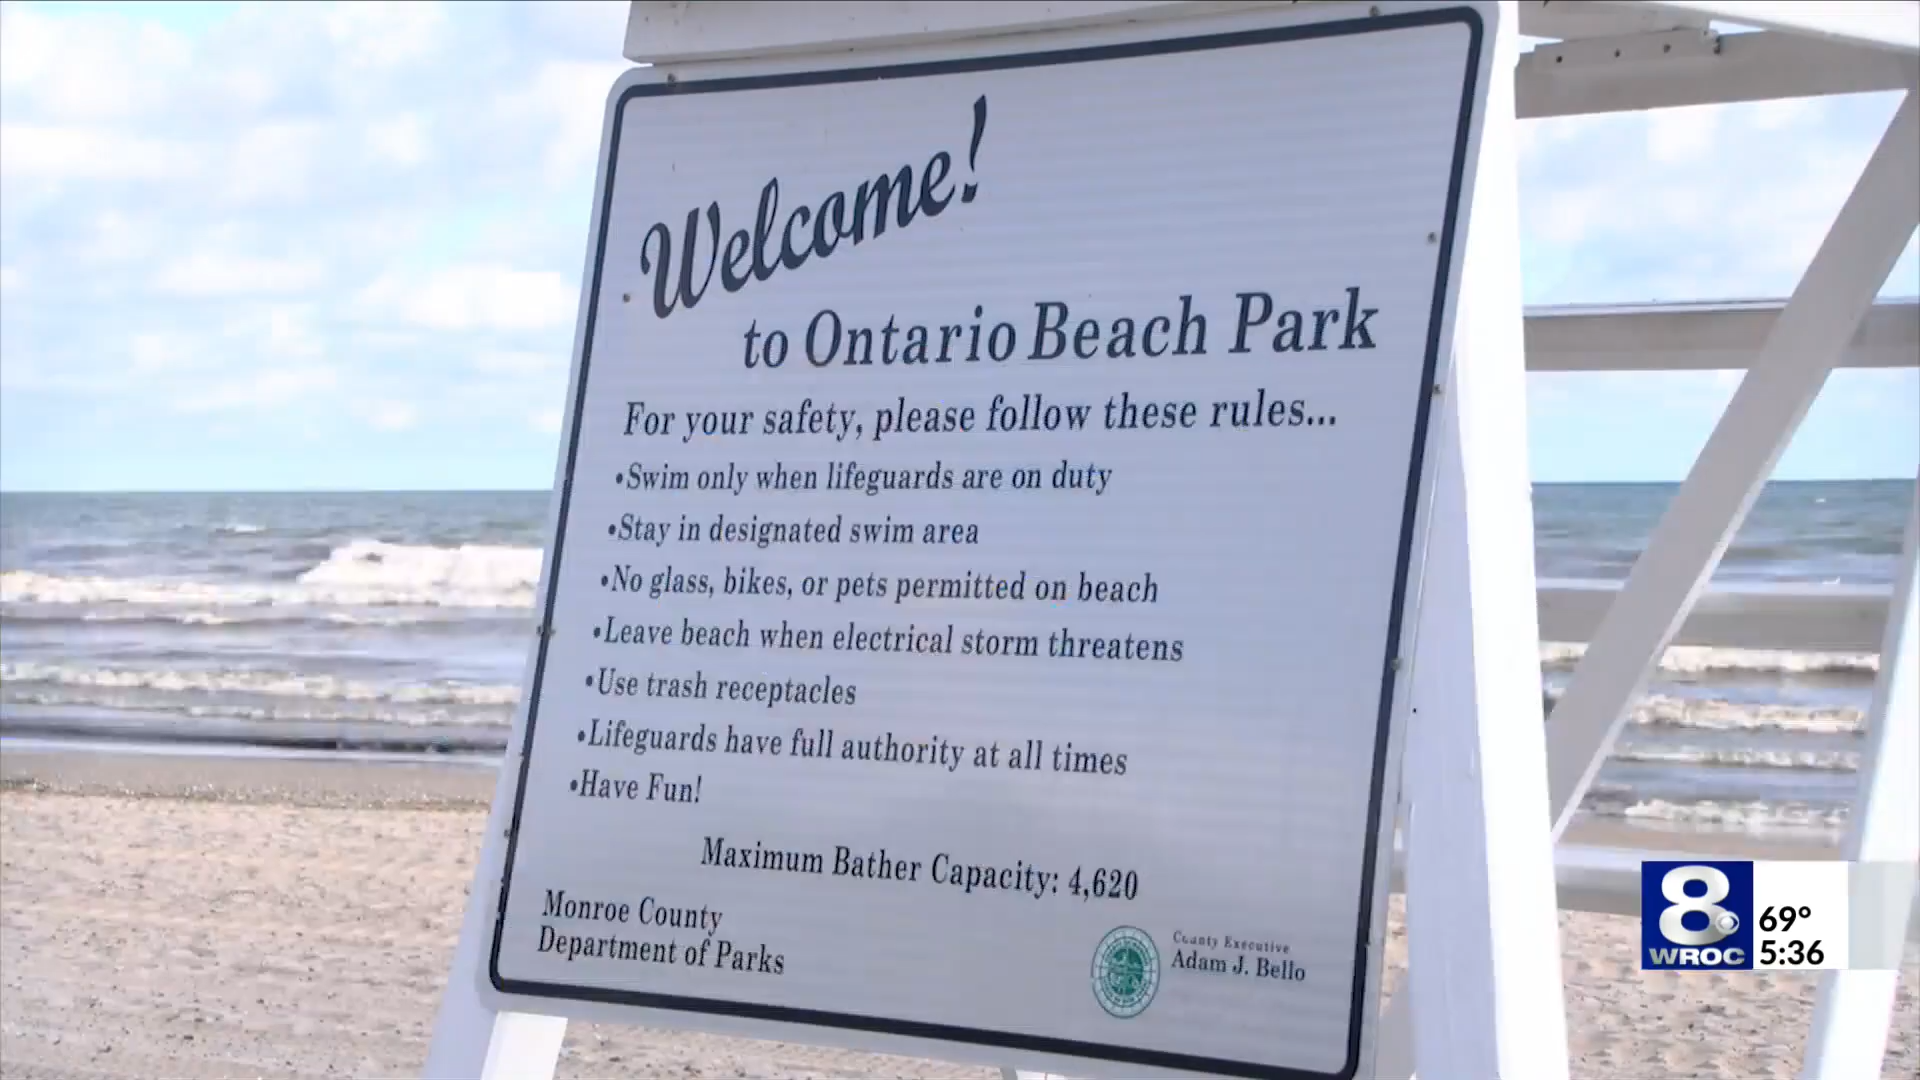 Welcome!
to Ontario Beach Park
For your safety, please follow these rules...
•Swim only when lifeguards are on duty
•Stay in designated swim area
•No glass, bikes, or pets permitted on beach
•Leave beach when electrical storm threatens
•Use trash receptacles
•Lifeguards have full authority at all times
•Have Fun!
Maximum Bather Capacity: 4,620
Monroe County
Department of Parks
County Executive
Adam J. Bello
8
WROC
69°
5:36